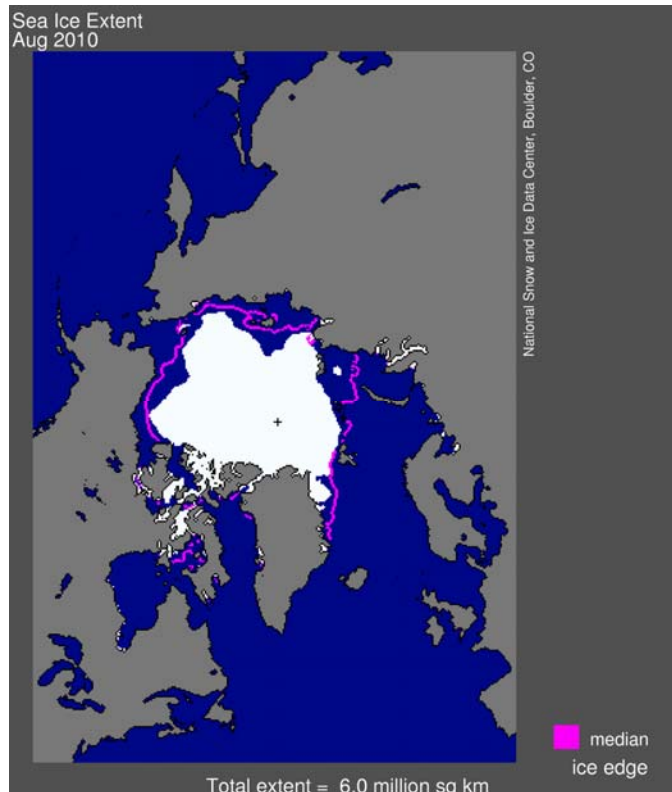 Sea Ice Extent
Aug 2010
National Snow and Ice Data Center, Boulder, CO
median
ice edge
Total extent = 6.0 million sq km